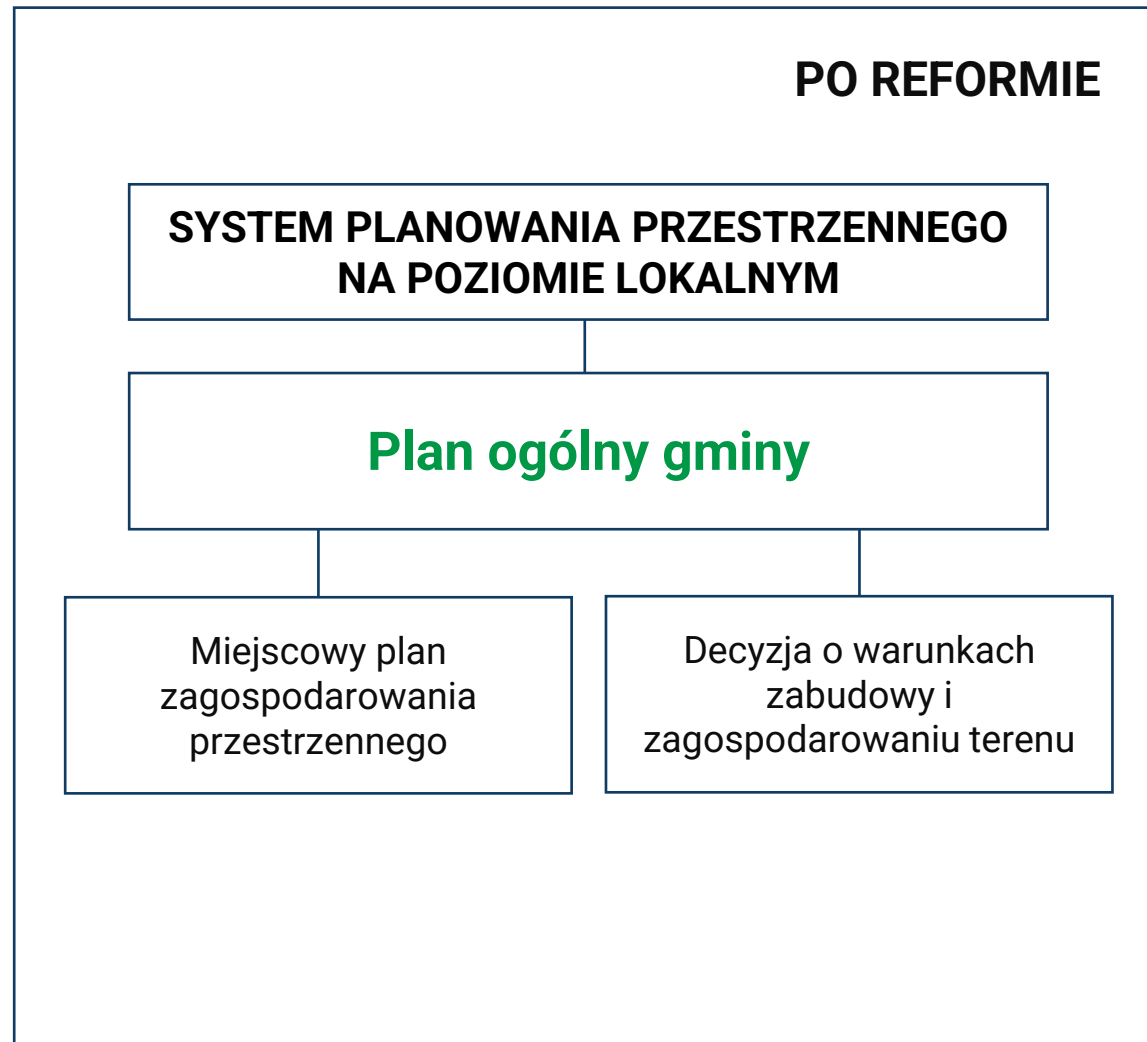 PO REFORMIE
SYSTEM PLANOWANIA PRZESTRZENNEGO
NA POZIOMIE LOKALNYM
Plan ogólny gminy
Miejscowy plan
zagospodarowania
przestrzennego
Decyzja o warunkach
zabudowy i
zagospodarowaniu terenu